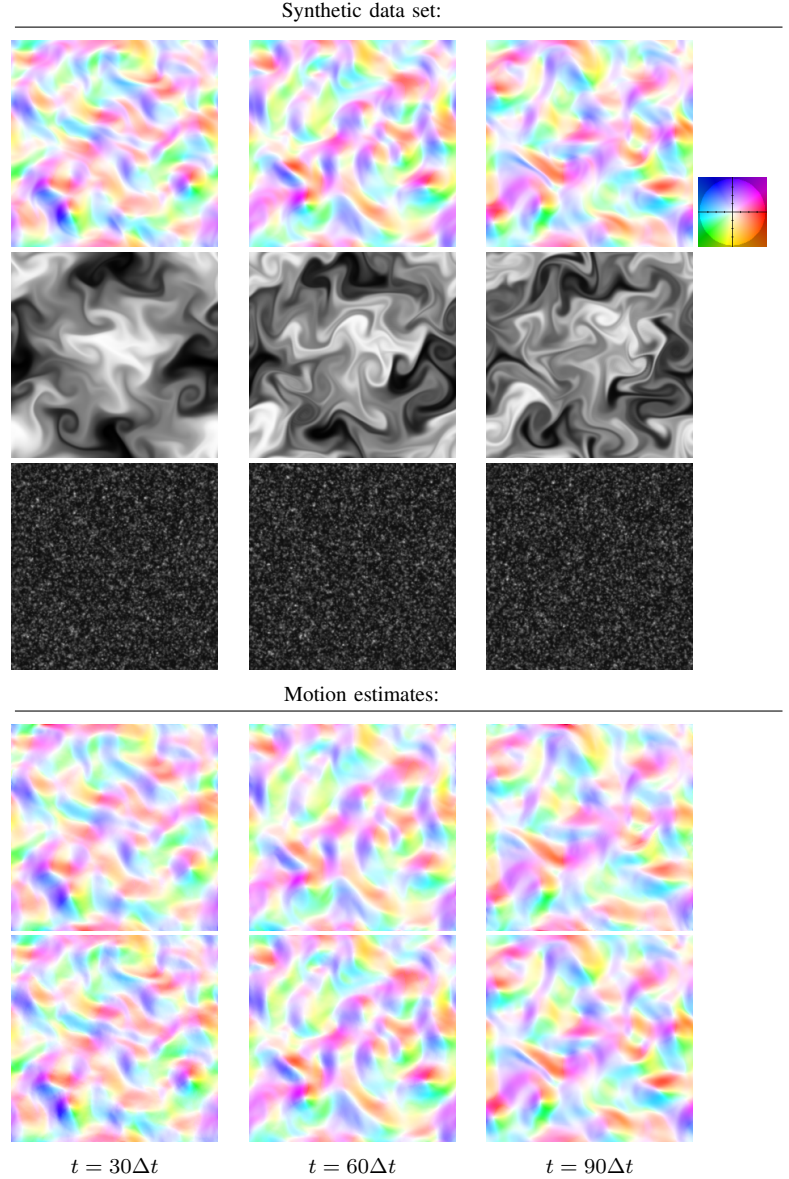 Synthetic data set:
Motion estimates:
t = 30Δt
t = 60Δt
t = 90Δt